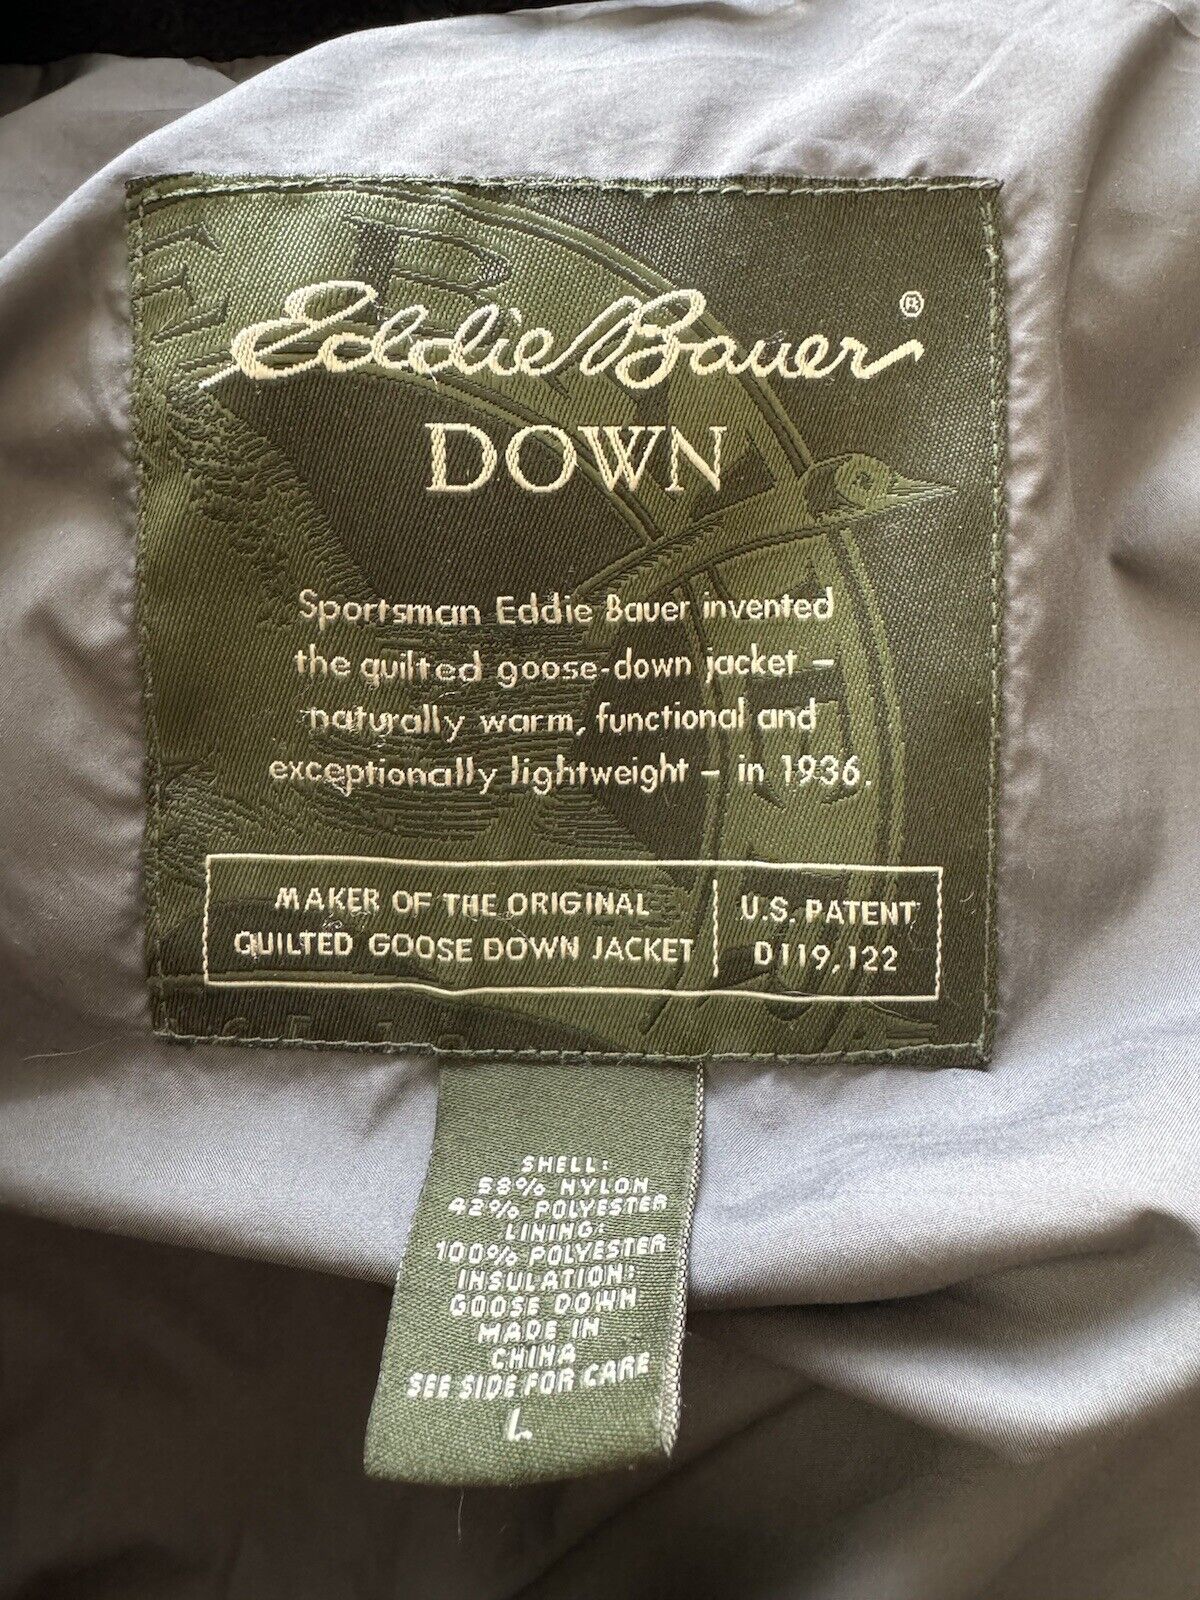 Eddie Bauer ®
DOWN
Sportsman Eddie Bauer invented
the quilted goose-down jacket –
naturally warm, functional and
exceptionally lightweight – in 1936.
MAKER OF THE ORIGINAL
QUILTED GOOSE DOWN JACKET
U.S. PATENT
D119,122
SHELL:
58% NYLON
42% POLYESTER
LINING:
100% POLYESTER
INSULATION:
GOOSE DOWN
MADE IN
CHINA
SEE SIDE FOR CARE
L